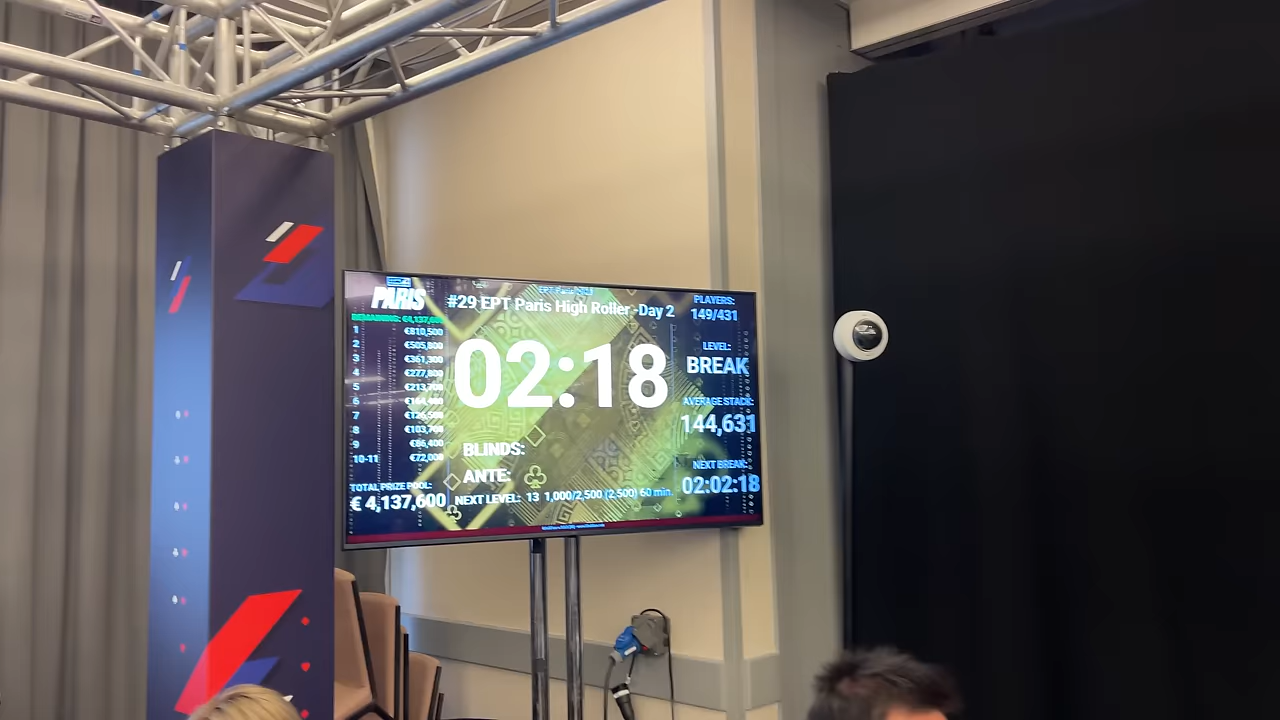 PARIS
#29 EPT Paris High Roller - Day 2
PLAYERS:
149/431
REMAINING:
1 €810,500
2 €505,800
3 €361,300
4 €277,800
5
6
7
8 €103,700
9 €86,400
10-11 €72,000
TOTAL PRIZE POOL:
€ 4,137,600
02:18
BLINDS:
ANTE:
NEXT LEVEL: 13 1,000/2,500 (2,500) 60 min.
LEVEL:
BREAK
AVERAGE STACK:
144,631
NEXT BREAK:
02:02:18